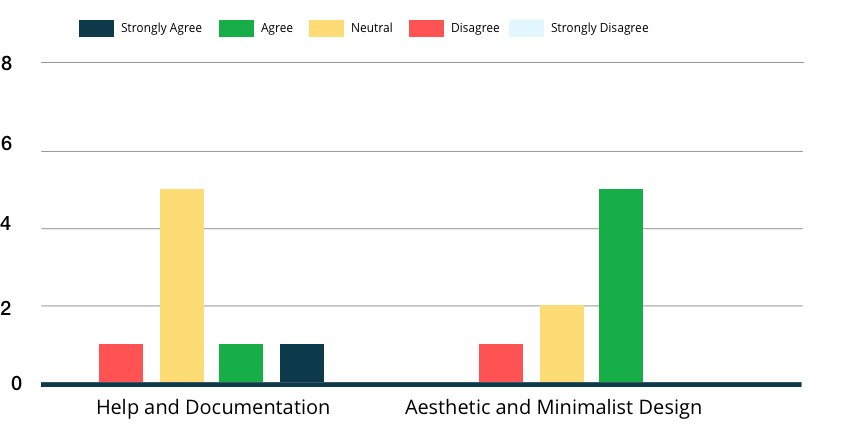 Strongly Agree Agree Neutral Disagree Strongly Disagree
8
6
4
2
0
Help and Documentation Aesthetic and Minimalist Design